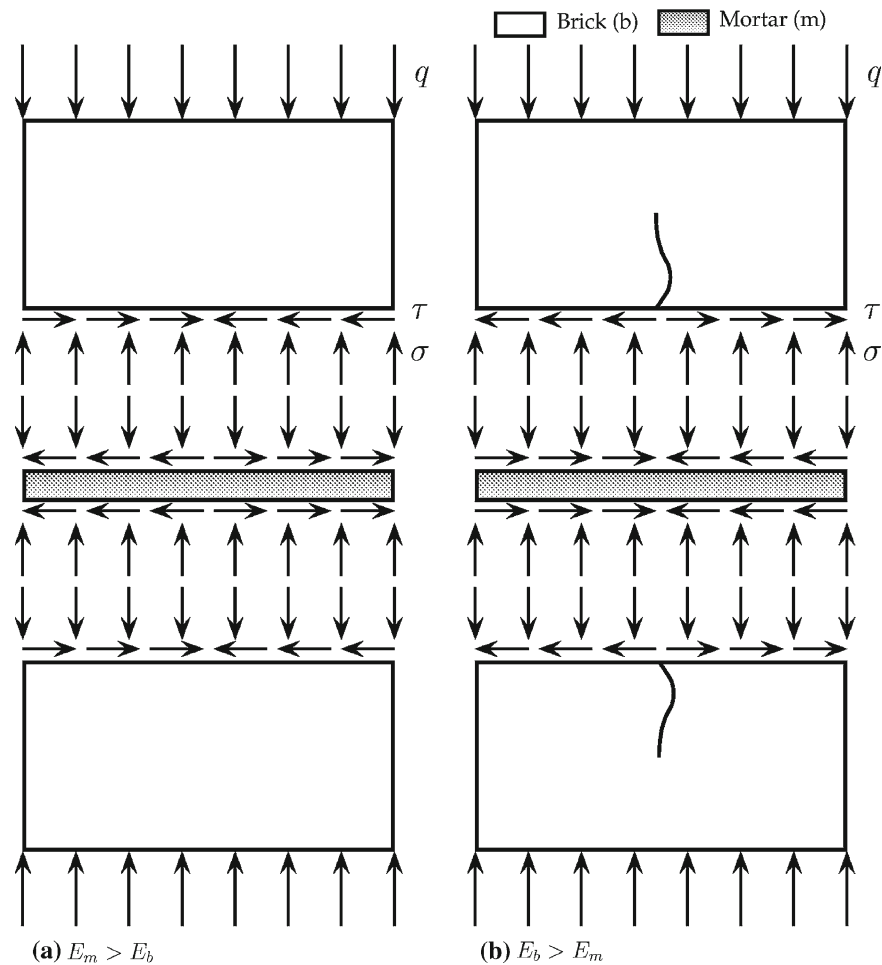 Brick (b) Mortar (m)
q q
τ τ
σ σ
(a) E_m > E_b (b) E_b > E_m